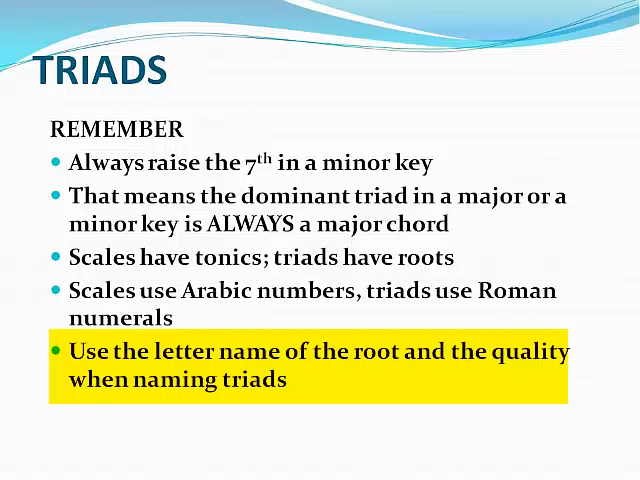 TRIADS
REMEMBER
• Always raise the 7th in a minor key
• That means the dominant triad in a major or a
minor key is ALWAYS a major chord
• Scales have tonics; triads have roots
• Scales use Arabic numbers, triads use Roman
numerals
• Use the letter name of the root and the quality
when naming triads